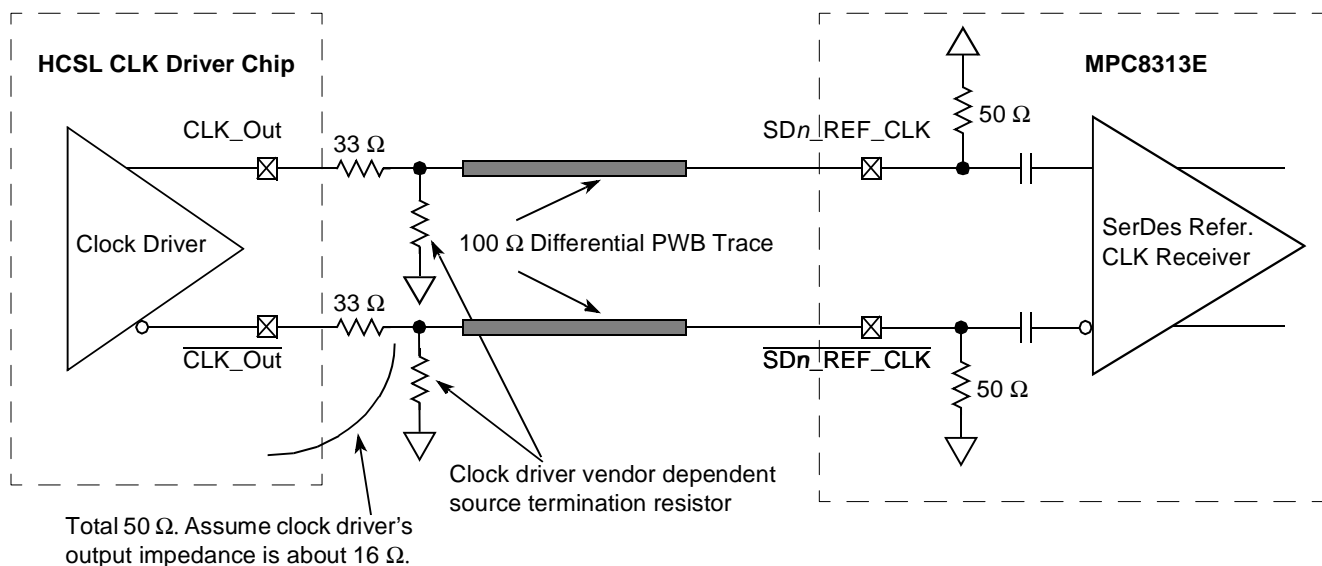 HCSL CLK Driver Chip
MPC8313E
CLK_Out
33 Ω
SDn_REF_CLK
50 Ω
Clock Driver
100 Ω Differential PWB Trace
SerDes Refer.
CLK Receiver
33 Ω
CLK_Out
SDn_REF_CLK
50 Ω
Clock driver vendor dependent
source termination resistor
Total 50 Ω. Assume clock driver's
output impedance is about 16 Ω.